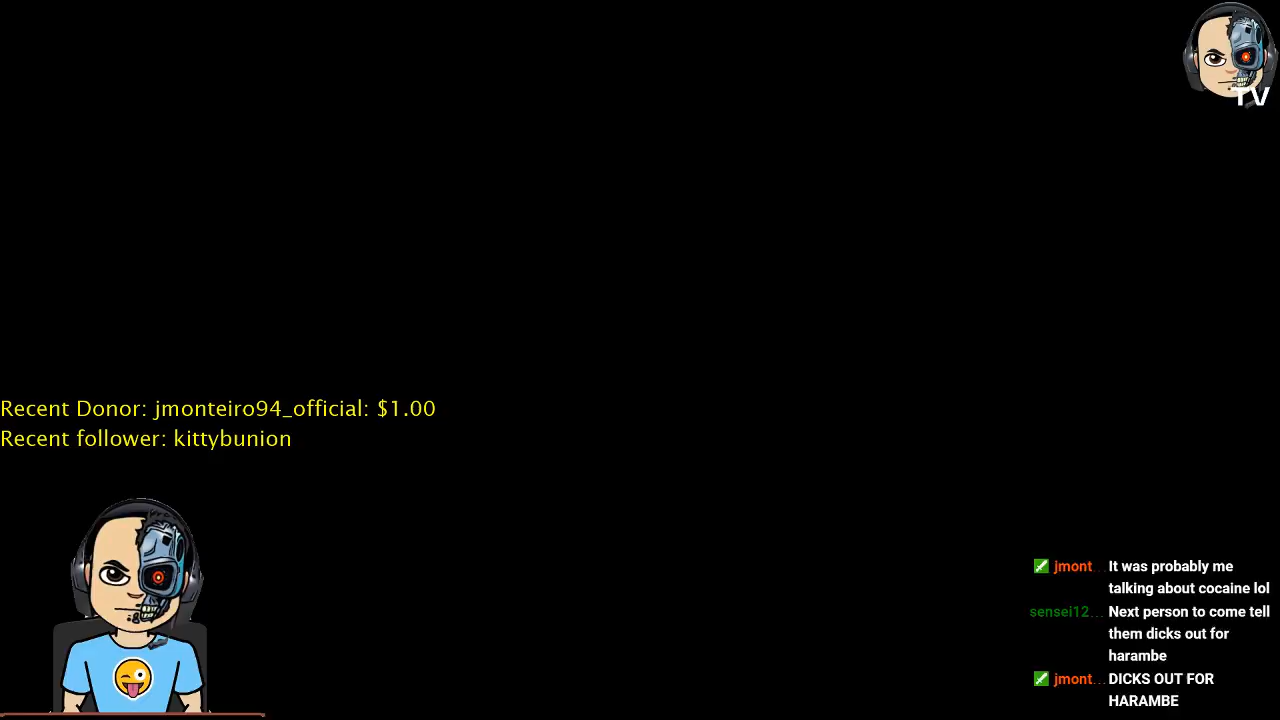 TV
Recent Donor: jmonteiro94_official: $1.00
Recent follower: kittybunion
jmont... It was probably me
talking about cocaine lol
sensei12... Next person to come tell
them dicks out for
harambe
jmont... DICKS OUT FOR
HARAMBE